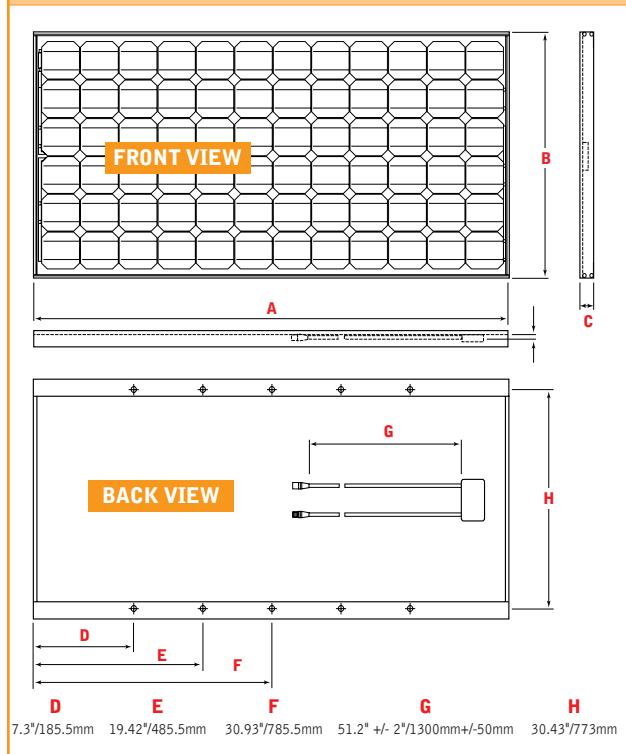 FRONT VIEW
B
A
C
G
BACK VIEW
H
D
E
F
D E F G H
7.3"/185.5mm 19.42"/485.5mm 30.93"/785.5mm 51.2" +/- 2"/1300mm+/-50mm 30.43"/773mm